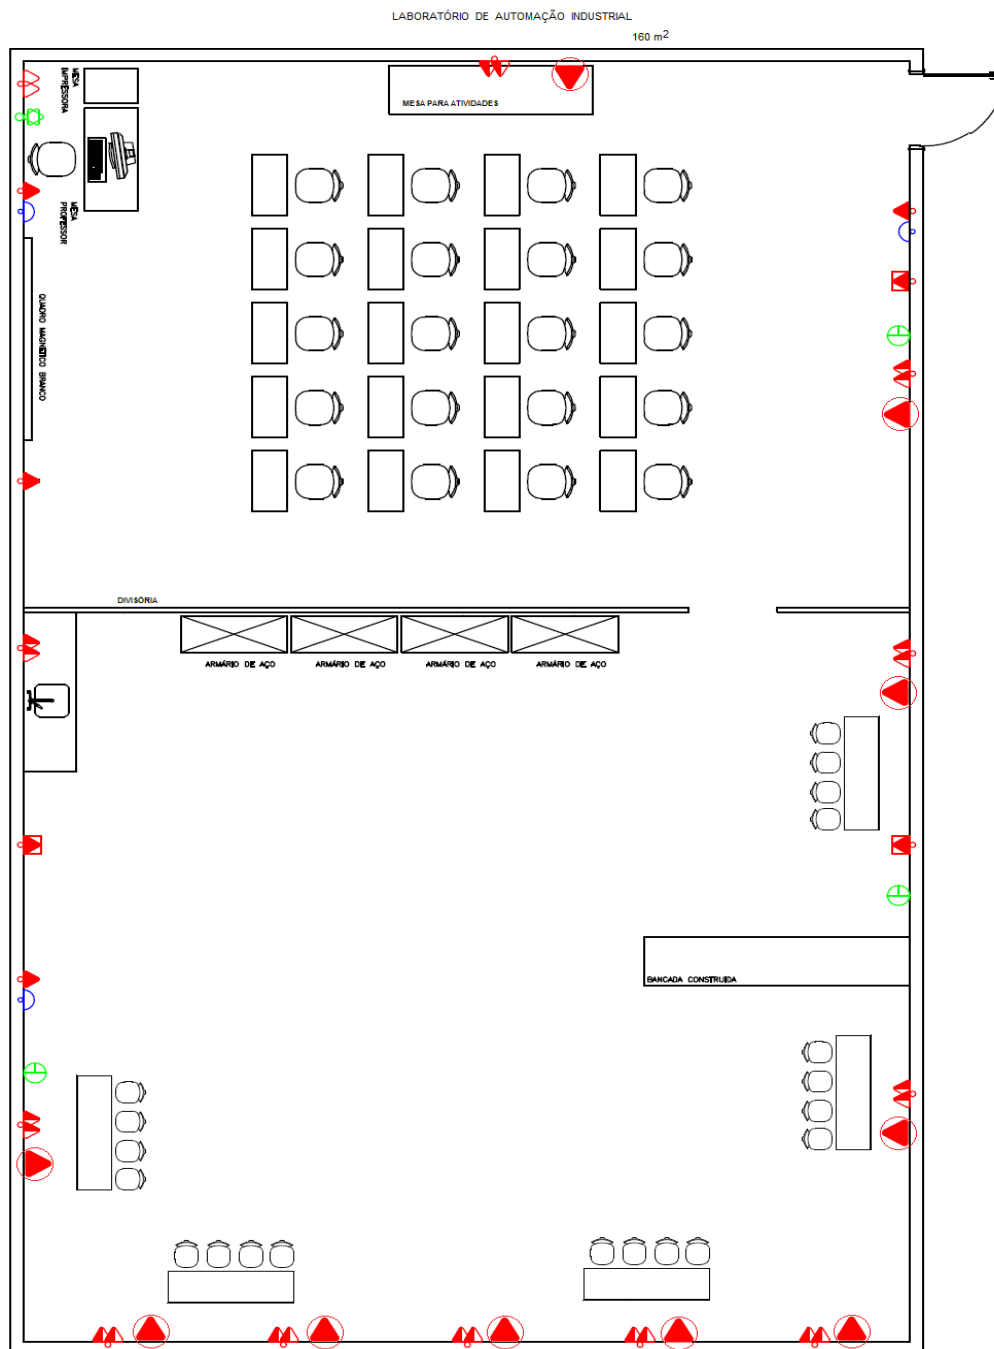 LABORATÓRIO DE AUTOMAÇÃO INDUSTRIAL
160 m2
MESA
IMPRESSORA
MESA PARA ATIVIDADES
MESA
PROFESSOR
QUADRO MAGNÉTICO BRANCO
DIVISÓRIA
ARMÁRIO DE AÇO
ARMÁRIO DE AÇO
ARMÁRIO DE AÇO
ARMÁRIO DE AÇO
BANCADA CONSTRUIDA